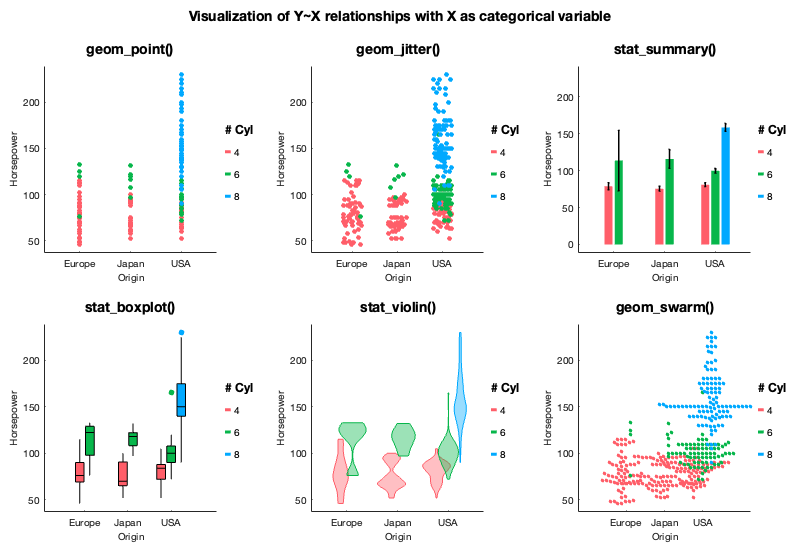 Visualization of Y~X relationships with X as categorical variable
geom_point()
Horsepower
200
150
100
50
Europe Japan USA
Origin
# Cyl
4
6
8
geom_jitter()
Horsepower
200
150
100
50
Europe Japan USA
Origin
# Cyl
4
6
8
stat_summary()
Horsepower
200
150
100
50
0
Europe Japan USA
Origin
# Cyl
4
6
8
stat_boxplot()
Horsepower
200
150
100
50
Europe Japan USA
Origin
# Cyl
4
6
8
stat_violin()
Horsepower
200
150
100
50
Europe Japan USA
Origin
# Cyl
4
6
8
geom_swarm()
Horsepower
200
150
100
50
Europe Japan USA
Origin
# Cyl
4
6
8